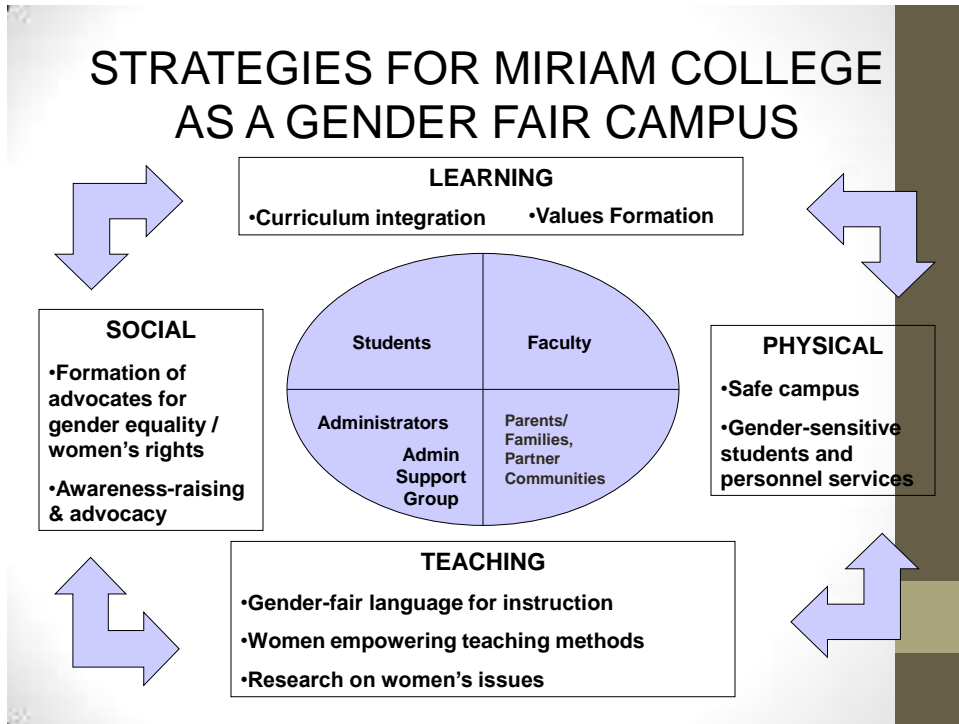 STRATEGIES FOR MIRIAM COLLEGE
AS A GENDER FAIR CAMPUS
LEARNING
•Curriculum integration •Values Formation
SOCIAL
•Formation of
advocates for
gender equality /
women's rights
•Awareness-raising
& advocacy
Students
Faculty
Administrators
Admin
Support
Group
Parents/
Families,
Partner
Communities
PHYSICAL
•Safe campus
•Gender-sensitive
students and
personnel services
TEACHING
•Gender-fair language for instruction
•Women empowering teaching methods
•Research on women's issues